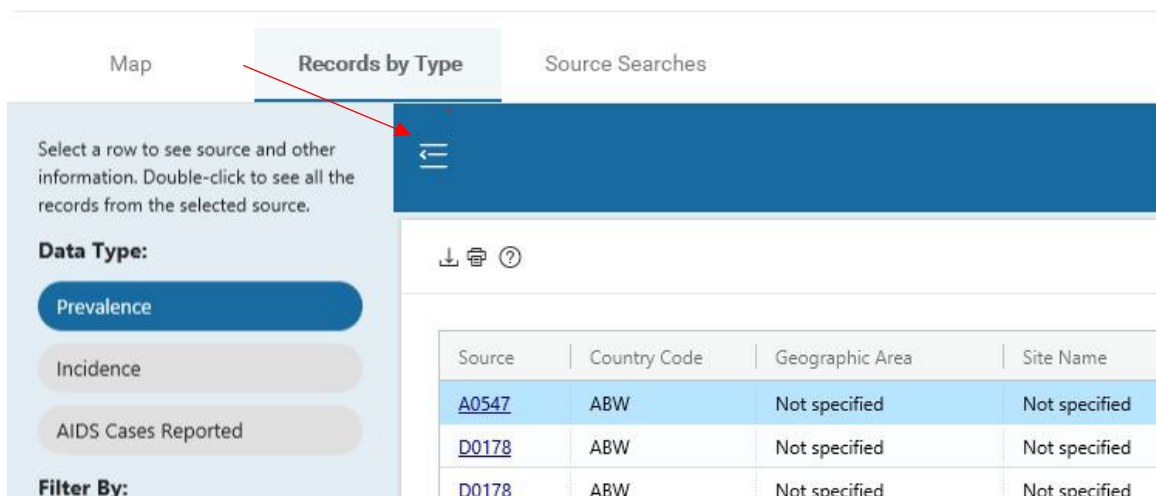 Map
Records by Type
Source Searches
Select a row to see source and other
information. Double-click to see all the
records from the selected source.
Data Type:
Prevalence
Incidence
AIDS Cases Reported
Filter By:
Source Country Code Geographic Area Site Name
A0547 ABW Not specified Not specified
D0178 ABW Not specified Not specified
D0178 ABW Not specified Not specified